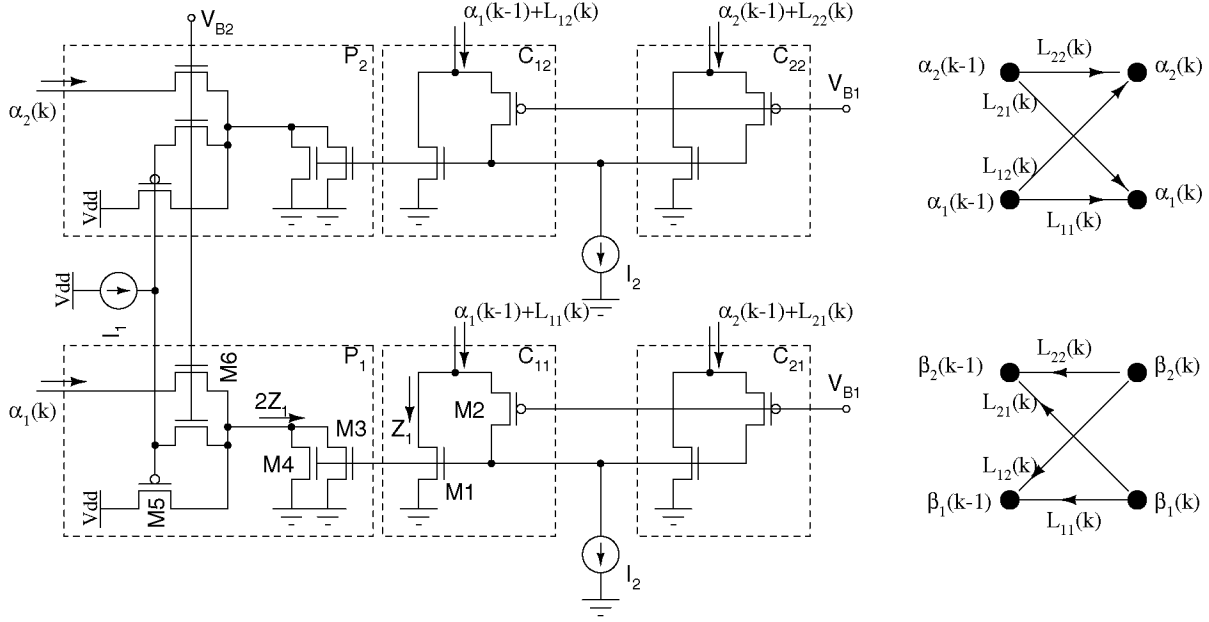 V_B2
P_2
α_1(k-1)+L_12(k)
C_12
α_2(k-1)+L_22(k)
C_22
V_B1
α_2(k)
Vdd
I_2
Vdd
I_1
P_1
M6
α_1(k)
2Z_1
M3
M4
M5
Vdd
α_1(k-1)+L_11(k)
C_11
Z_1
M2
M1
α_2(k-1)+L_21(k)
C_21
V_B1
I_2
α_2(k-1)
L_22(k)
α_2(k)
L_21(k)
L_12(k)
α_1(k-1)
L_11(k)
α_1(k)
β_2(k-1)
L_22(k)
β_2(k)
L_21(k)
L_12(k)
β_1(k-1)
L_11(k)
β_1(k)